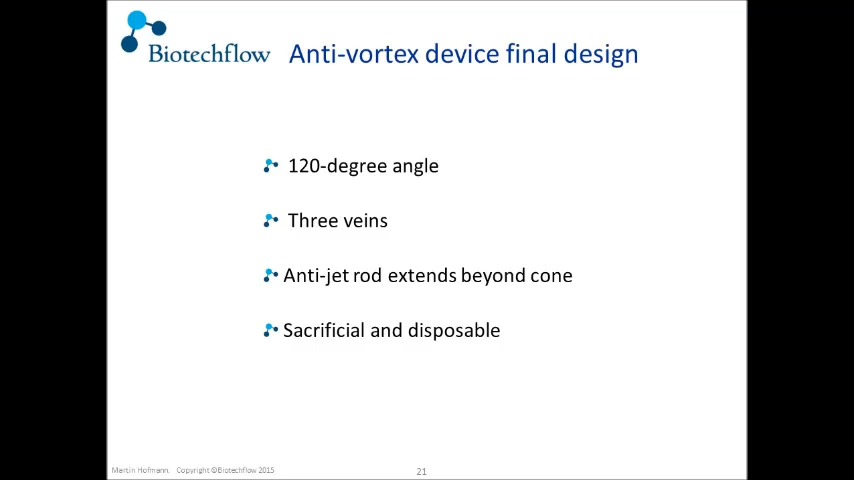 Biotechflow
Anti-vortex device final design
120-degree angle
Three veins
Anti-jet rod extends beyond cone
Sacrificial and disposable
Martin Hofmann. Copyright ©Biotechflow 2015
21